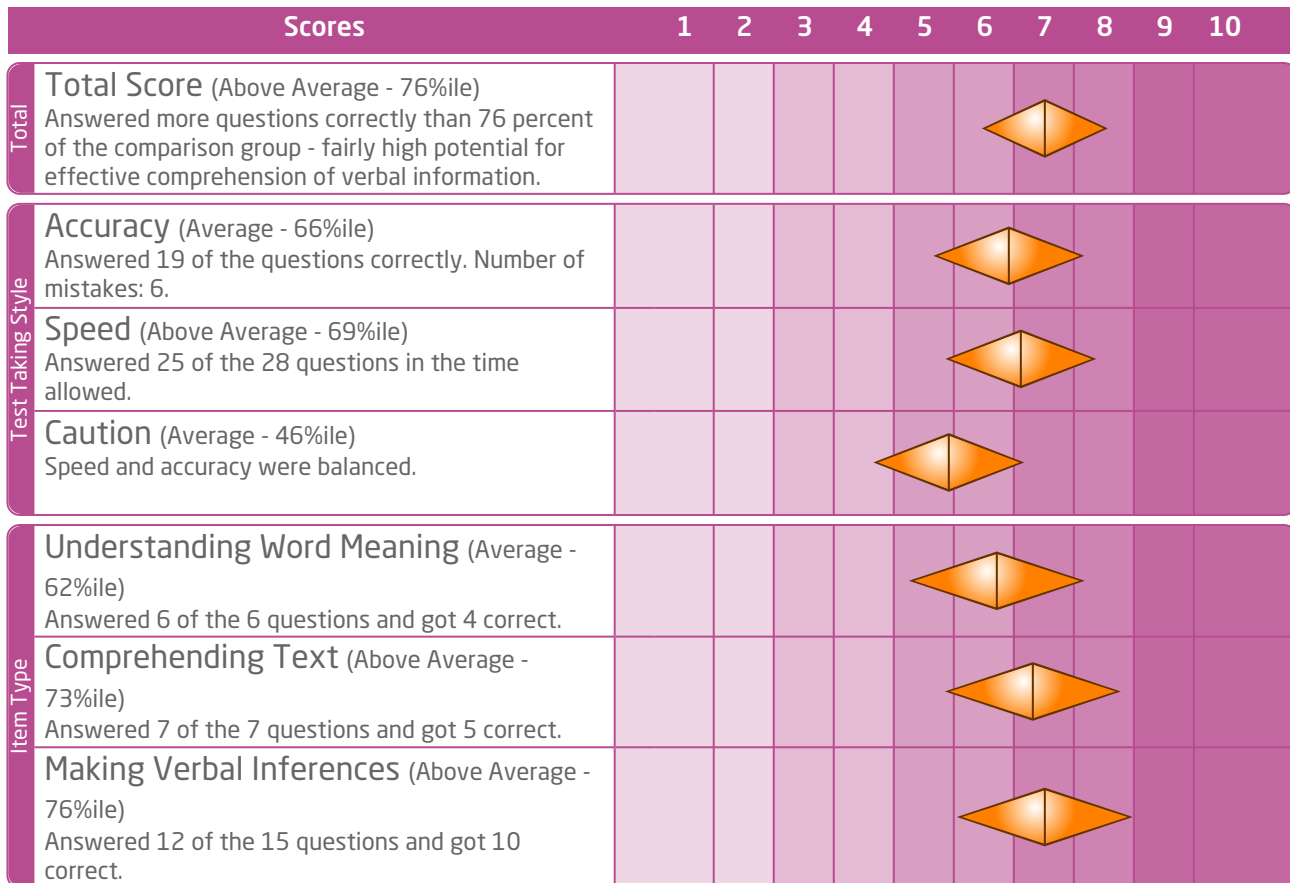 Scores 1 2 3 4 5 6 7 8 9 10
Total
Total Score (Above Average - 76%ile)
Answered more questions correctly than 76 percent
of the comparison group - fairly high potential for
effective comprehension of verbal information.
Test Taking Style
Accuracy (Average - 66%ile)
Answered 19 of the questions correctly. Number of
mistakes: 6.
Speed (Above Average - 69%ile)
Answered 25 of the 28 questions in the time
allowed.
Caution (Average - 46%ile)
Speed and accuracy were balanced.
Item Type
Understanding Word Meaning (Average -
62%ile)
Answered 6 of the 6 questions and got 4 correct.
Comprehending Text (Above Average -
73%ile)
Answered 7 of the 7 questions and got 5 correct.
Making Verbal Inferences (Above Average -
76%ile)
Answered 12 of the 15 questions and got 10
correct.